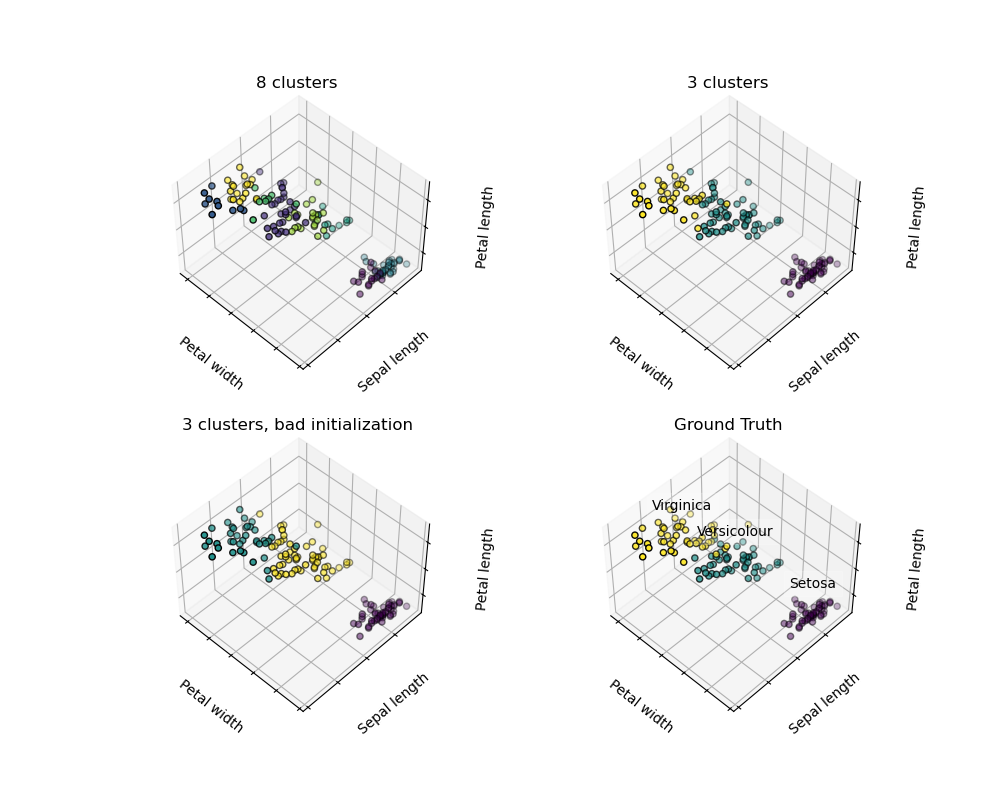 8 clusters
Petal length
Petal width
Sepal length
3 clusters
Petal length
Petal width
Sepal length
3 clusters, bad initialization
Petal length
Petal width
Sepal length
Ground Truth
Virginica
Versicolour
Setosa
Petal length
Petal width
Sepal length